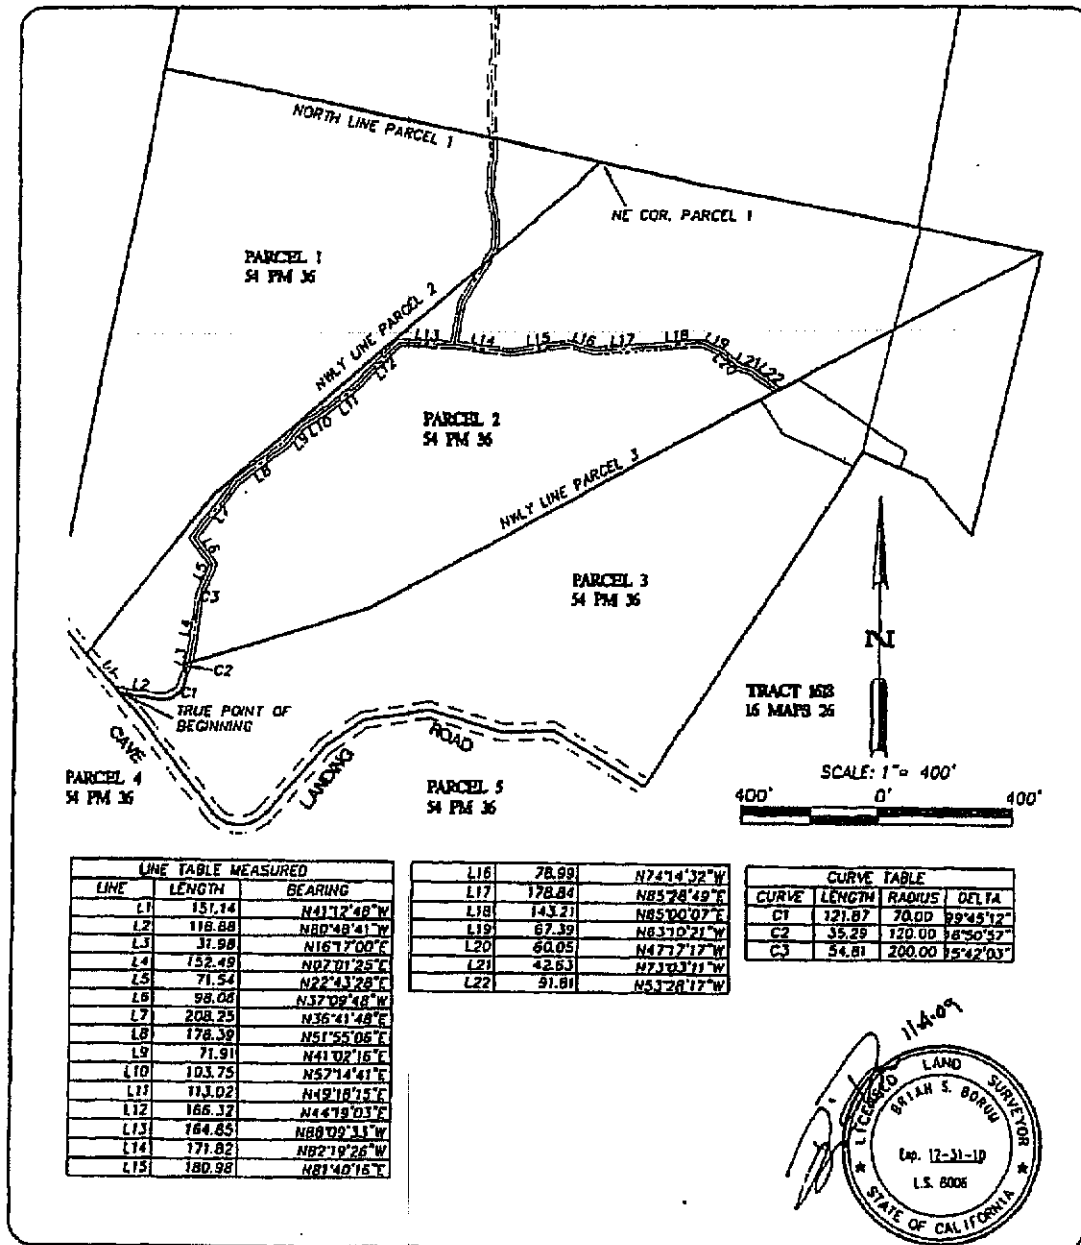 NORTH LINE PARCEL 1
NE COR. PARCEL 1
PARCEL 1
54 PM 36
NWLY LINE PARCEL 2
L13
L14
L15
L16
L17
L18
L19
L20
L21
L22
L12
L11
L10
L9
L8
L7
L6
L5
C3
L4
L3
C2
C1
L2
L1
PARCEL 2
54 PM 36
NWLY LINE PARCEL 3
PARCEL 3
54 PM 36
TRUE POINT OF
BEGINNING
CAVE
LANDING
ROAD
PARCEL 4
54 PM 36
PARCEL 5
54 PM 36
TRACT 1613
16 MAPS 26
N
SCALE: 1"= 400'
400' 0' 400'
LINE TABLE MEASURED
LINE LENGTH BEARING
L1 151.14 N41°12'48"W
L2 118.88 N80°48'41"W
L3 31.98 N16°17'00"E
L4 152.49 N07°01'25"E
L5 71.54 N22°43'28"E
L6 98.08 N37°09'48"W
L7 208.25 N36°41'48"E
L8 178.39 N51°55'06"E
L9 71.91 N41°02'16"E
L10 103.75 N57°14'41"E
L11 113.02 N49°18'15"E
L12 166.32 N44°19'03"E
L13 164.85 N88°09'33"W
L14 171.82 N82°19'26"W
L15 180.98 N81°40'16"E
L16 78.99 N74°14'32"W
L17 178.84 N85°28'49"E
L18 143.21 N85°00'07"E
L19 67.39 N63°10'21"W
L20 60.05 N47°17'17"W
L21 42.63 N73°03'11"W
L22 91.81 N53°28'17"W
CURVE TABLE
CURVE LENGTH RADIUS DELTA
C1 121.87 70.00 99°45'12"
C2 35.29 120.00 16°50'57"
C3 54.81 200.00 15°42'03"
11-4-09
LICENSED LAND SURVEYOR
BRIAN S. BORUM
Exp. 12-31-10
L.S. 8006
STATE OF CALIFORNIA